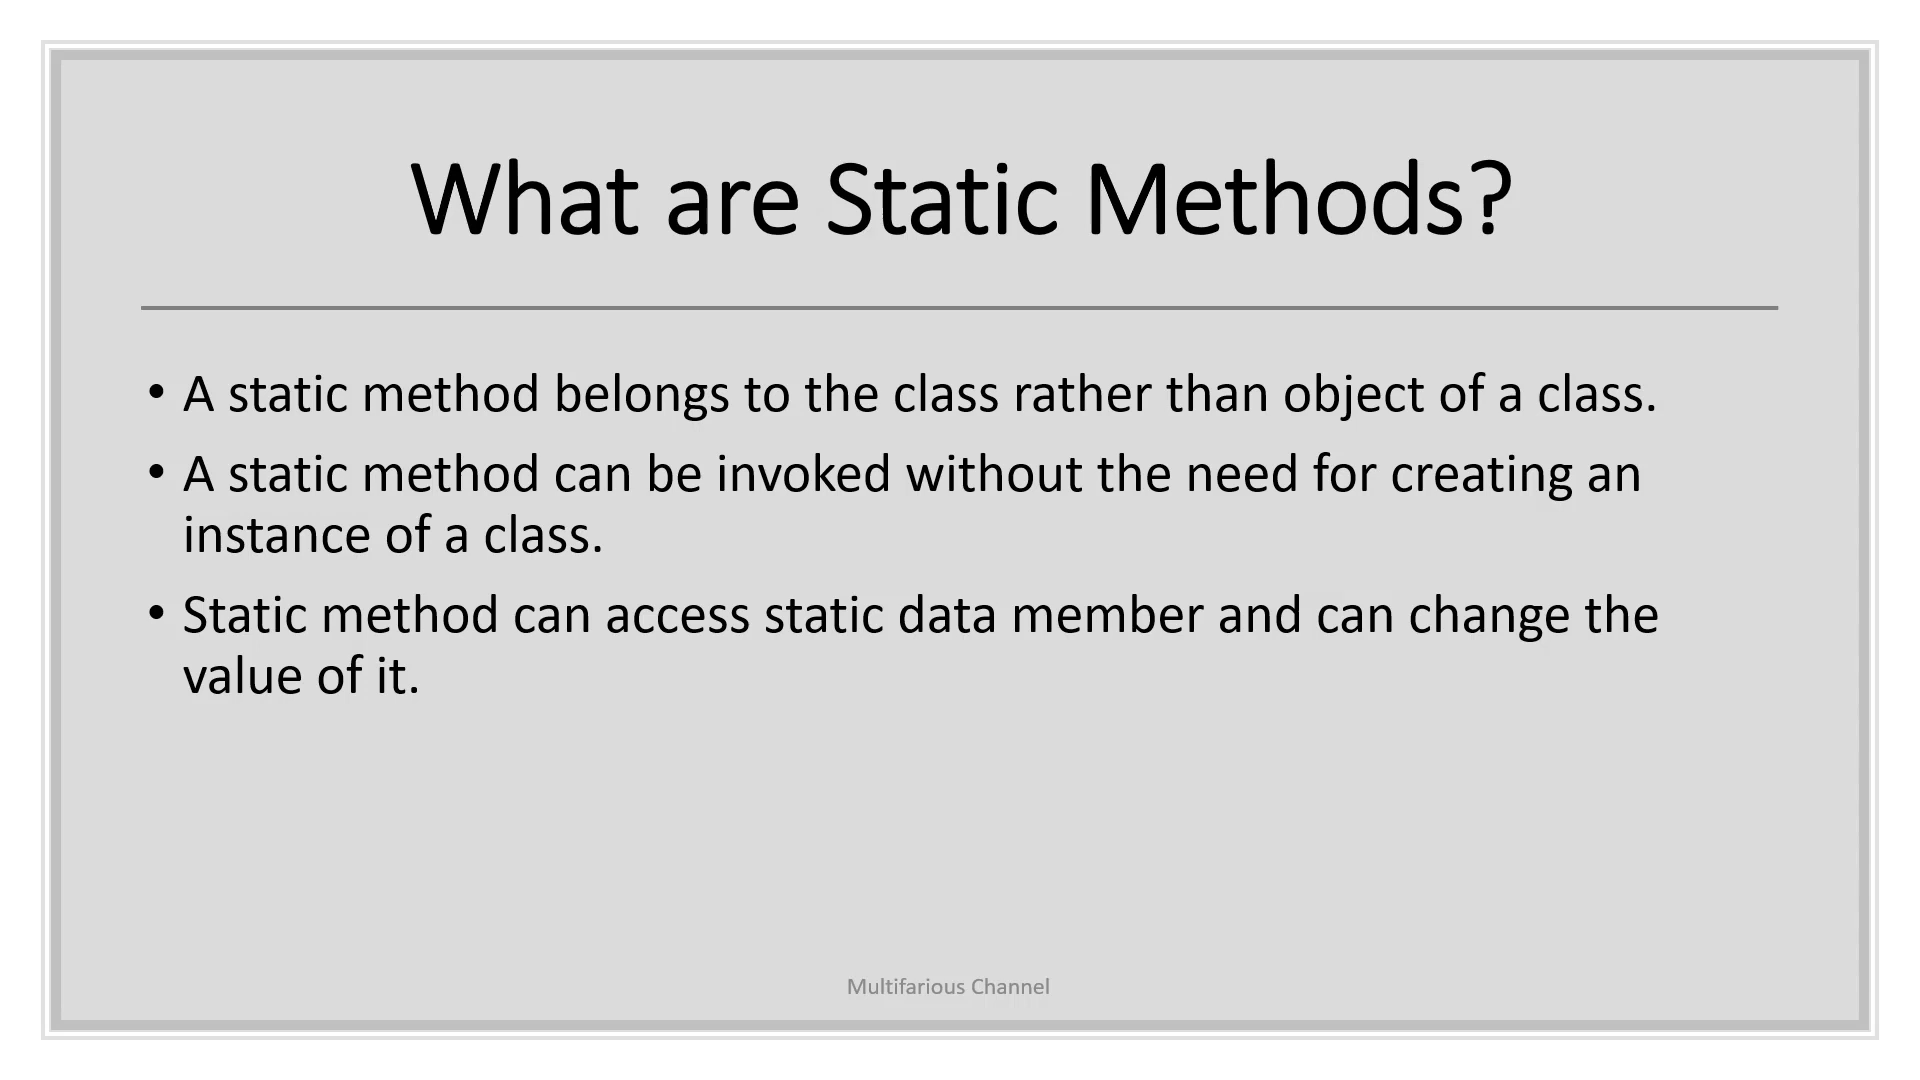 What are Static Methods?
• A static method belongs to the class rather than object of a class.
• A static method can be invoked without the need for creating an
instance of a class.
• Static method can access static data member and can change the
value of it.
Multifarious Channel